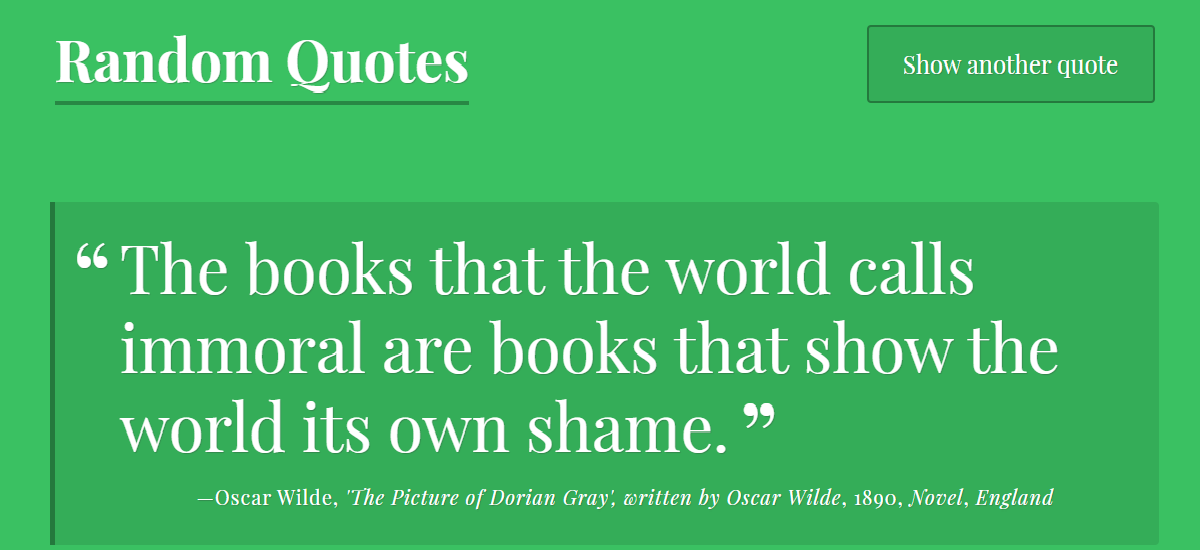 Random Quotes
Show another quote
“The books that the world calls
immoral are books that show the
world its own shame.”
—Oscar Wilde, 'The Picture of Dorian Gray', written by Oscar Wilde, 1890, Novel, England